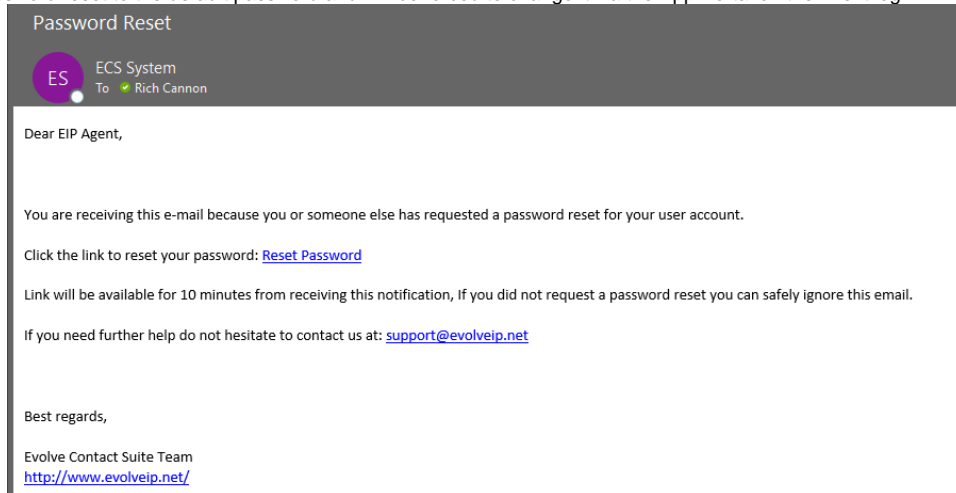 Password Reset
ES
ECS System
To Rich Cannon
Dear EIP Agent,
You are receiving this e-mail because you or someone else has requested a password reset for your user account.
Click the link to reset your password: Reset Password
Link will be available for 10 minutes from receiving this notification, If you did not request a password reset you can safely ignore this email.
If you need further help do not hesitate to contact us at: support@evolveip.net
Best regards,
Evolve Contact Suite Team
http://www.evolveip.net/